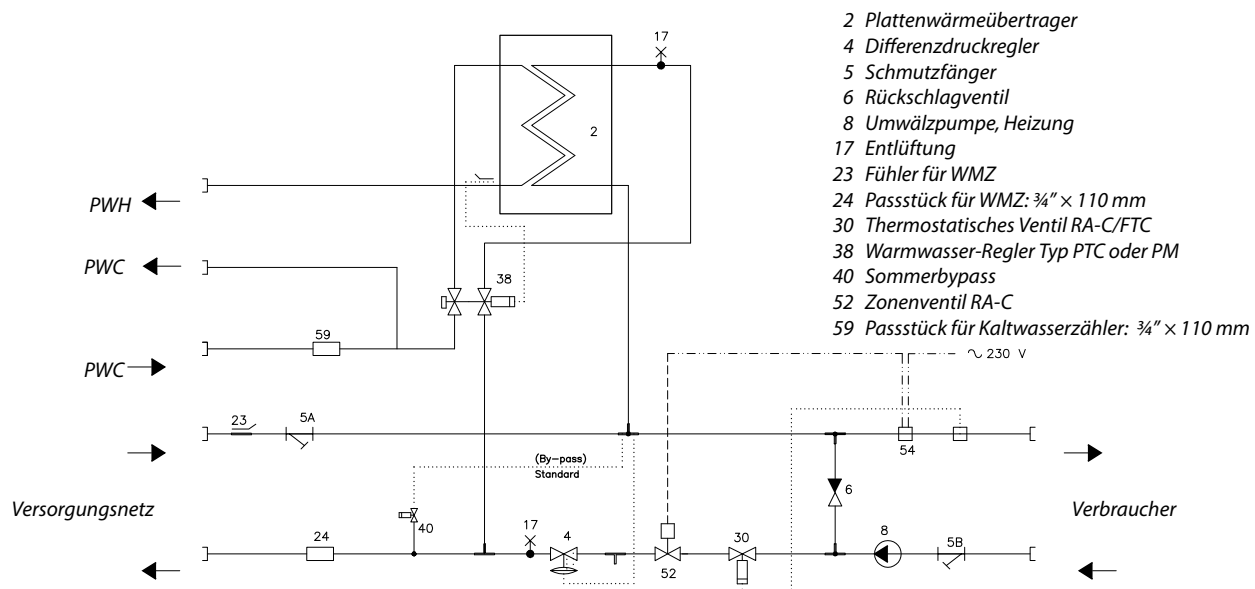 2 Plattenwärmeübertrager
4 Differenzdruckregler
5 Schmutzfänger
6 Rückschlagventil
8 Umwälzpumpe, Heizung
17 Entlüftung
23 Fühler für WMZ
24 Passstück für WMZ: ¾" × 110 mm
30 Thermostatisches Ventil RA-C/FTC
38 Warmwasser-Regler Typ PTC oder PM
40 Sommerbypass
52 Zonenventil RA-C
59 Passstück für Kaltwasserzähler: ¾" × 110 mm
17
2
PWH
PWC
38
59
PWC
~ 230 V
23
5A
54
(By-pass)
Standard
6
Versorgungsnetz
Verbraucher
40
24
17
4
52
30
8
5B